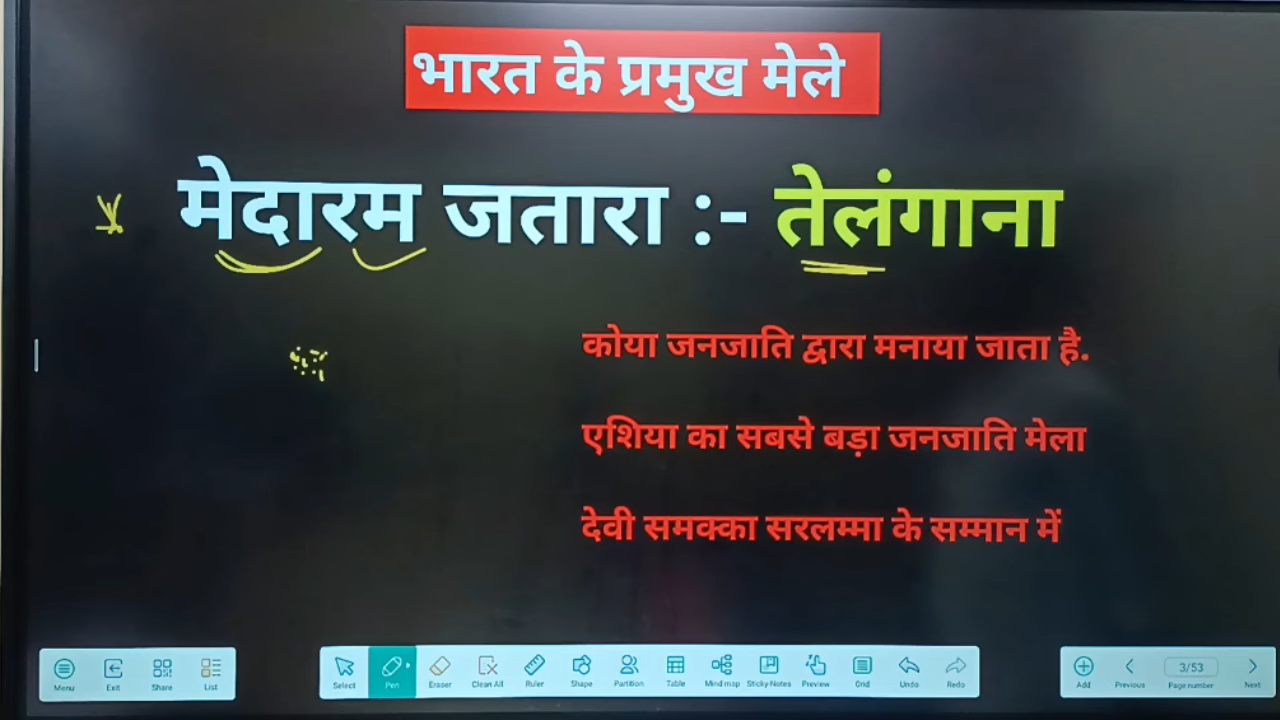 भारत के प्रमुख मेले
मेदारम जतारा :- तेलंगाना
कोया जनजाति द्वारा मनाया जाता है.
एशिया का सबसे बड़ा जनजाति मेला
देवी समक्का सरलम्मा के सम्मान में
Menu Exit Share List Select Pen Eraser Clean All Ruler Shape Partition Table Mind map Sticky Notes Preview Grid Undo Redo Add Previous 3/53 Page number Next